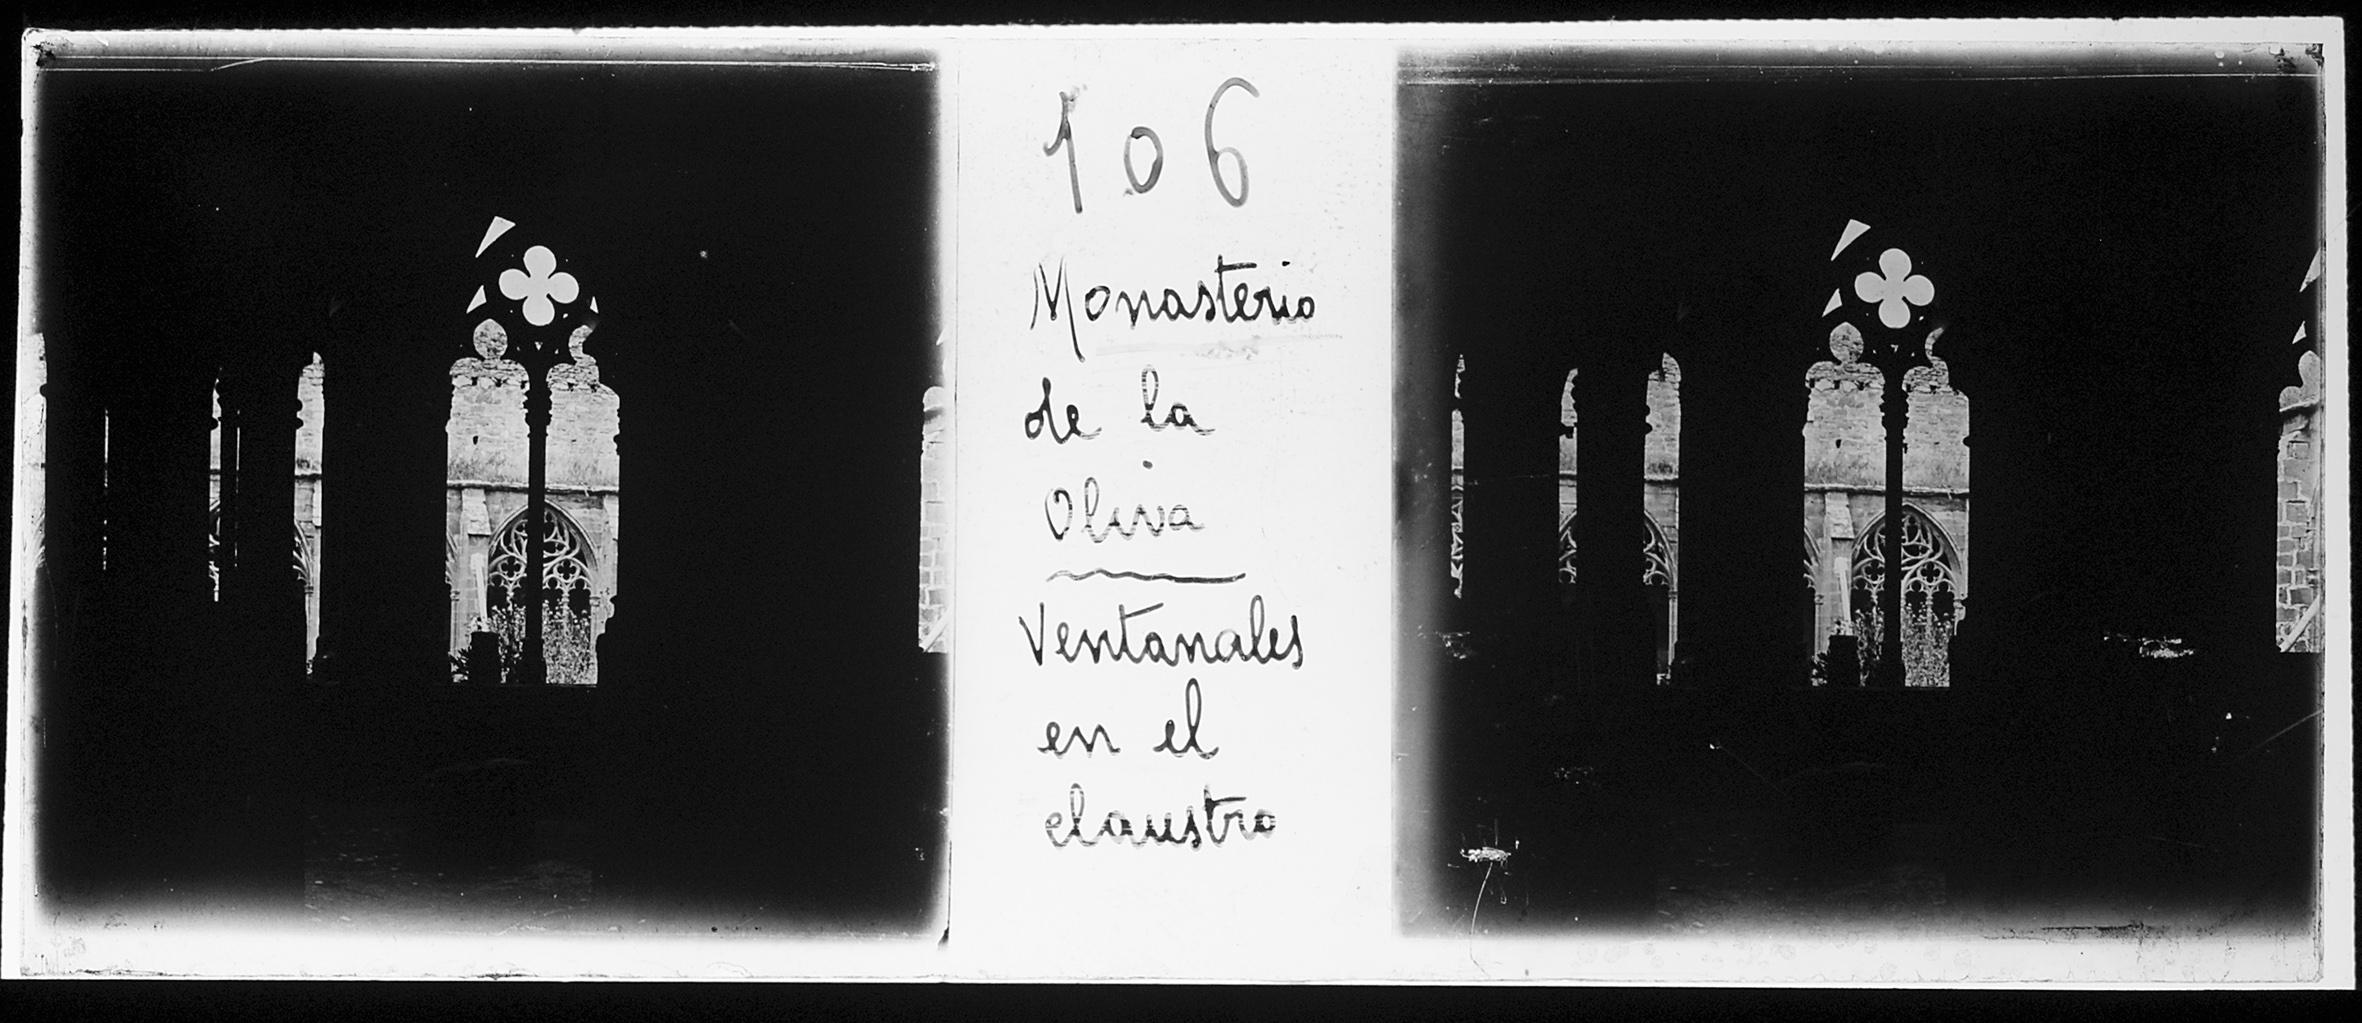 106
Monasterio
de la
Oliva
Ventanales
en el
claustro